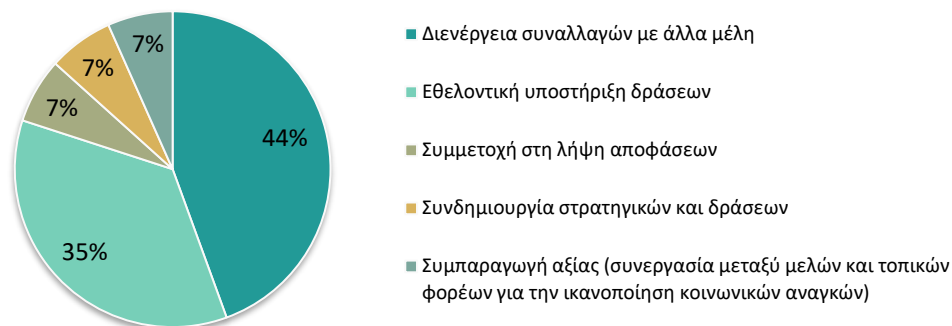 7%
7%
7%
44%
35%
Διενέργεια συναλλαγών με άλλα μέλη
Εθελοντική υποστήριξη δράσεων
Συμμετοχή στη λήψη αποφάσεων
Συνδημιουργία στρατηγικών και δράσεων
Συμπαραγωγή αξίας (συνεργασία μεταξύ μελών και τοπικών
φορέων για την ικανοποίηση κοινωνικών αναγκών)